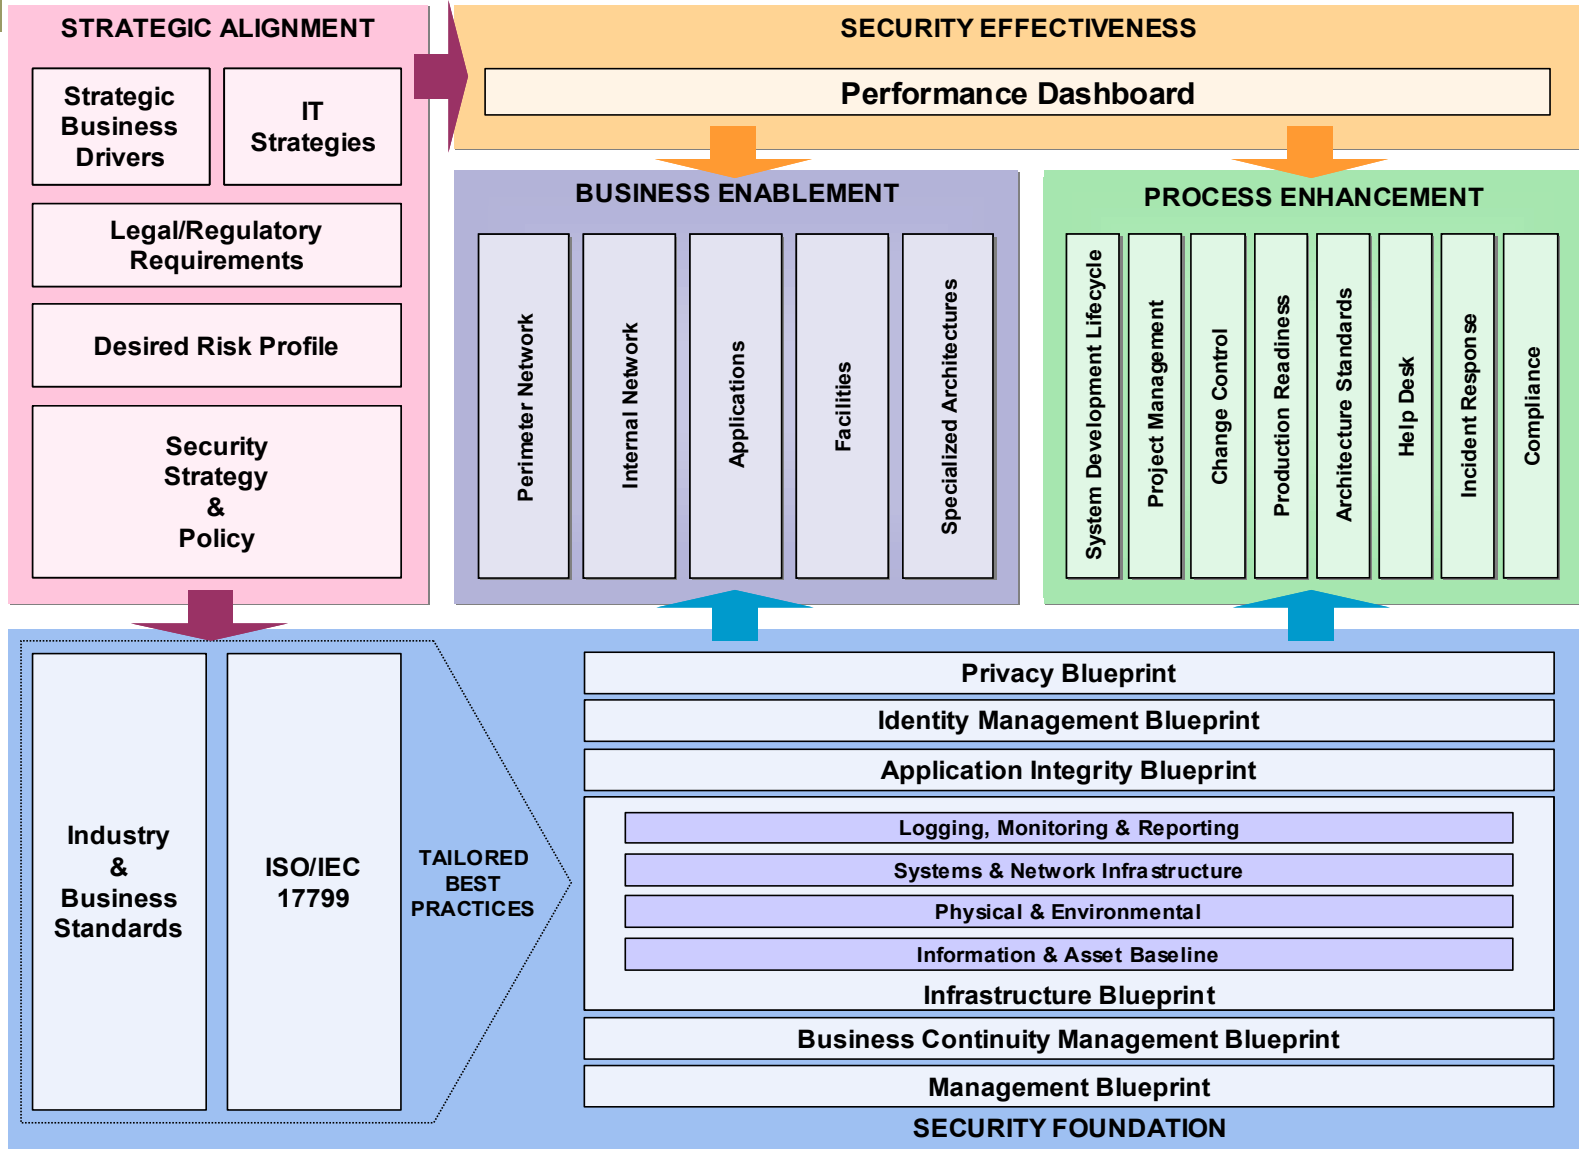 STRATEGIC ALIGNMENT
Strategic
Business
Drivers
IT
Strategies
Legal/Regulatory
Requirements
Desired Risk Profile
Security
Strategy
&
Policy
SECURITY EFFECTIVENESS
Performance Dashboard
BUSINESS ENABLEMENT
Perimeter Network
Internal Network
Applications
Facilities
Specialized Architectures
PROCESS ENHANCEMENT
System Development Lifecycle
Project Management
Change Control
Production Readiness
Architecture Standards
Help Desk
Incident Response
Compliance
Industry
&
Business
Standards
ISO/IEC
17799
TAILORED
BEST
PRACTICES
Privacy Blueprint
Identity Management Blueprint
Application Integrity Blueprint
Logging, Monitoring & Reporting
Systems & Network Infrastructure
Physical & Environmental
Information & Asset Baseline
Infrastructure Blueprint
Business Continuity Management Blueprint
Management Blueprint
SECURITY FOUNDATION